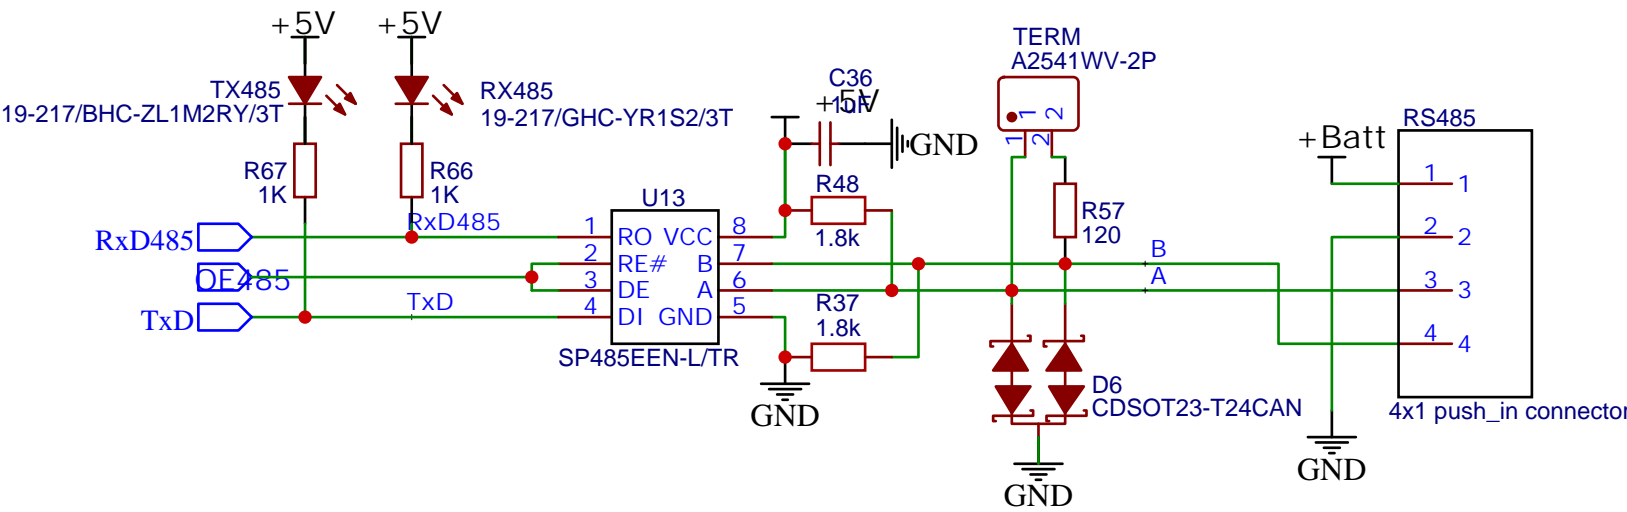 +5V
+5V
TX485
19-217/BHC-ZL1M2RY/3T
RX485
19-217/GHC-YR1S2/3T
R67
1K
R66
1K
RxD485
RxD485
OE485
TxD
TxD
U13
1
2
3
4
RO VCC
RE# B
DE A
DI GND
8
7
6
5
SP485EEN-L/TR
C36
1uF
+5V
GND
R48
1.8k
R37
1.8k
GND
TERM
A2541WV-2P
1
2
1
2
R57
120
B
A
D6
CDSOT23-T24CAN
GND
RS485
+Batt
1 1
2 2
3 3
4 4
4x1 push_in connector
GND